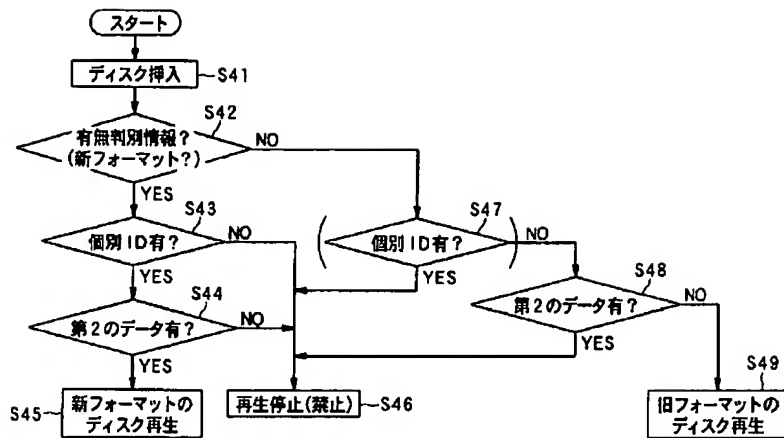 スタート
ディスク挿入
S41
S42
有無判別情報?
(新フォーマット?)
NO
YES
S43
個別ID有?
NO
YES
S47
(個別ID有?)
NO
YES
S44
第2のデータ有?
NO
YES
S48
第2のデータ有?
NO
YES
S45
新フォーマットの
ディスク再生
再生停止(禁止)
S46
S49
旧フォーマットの
ディスク再生